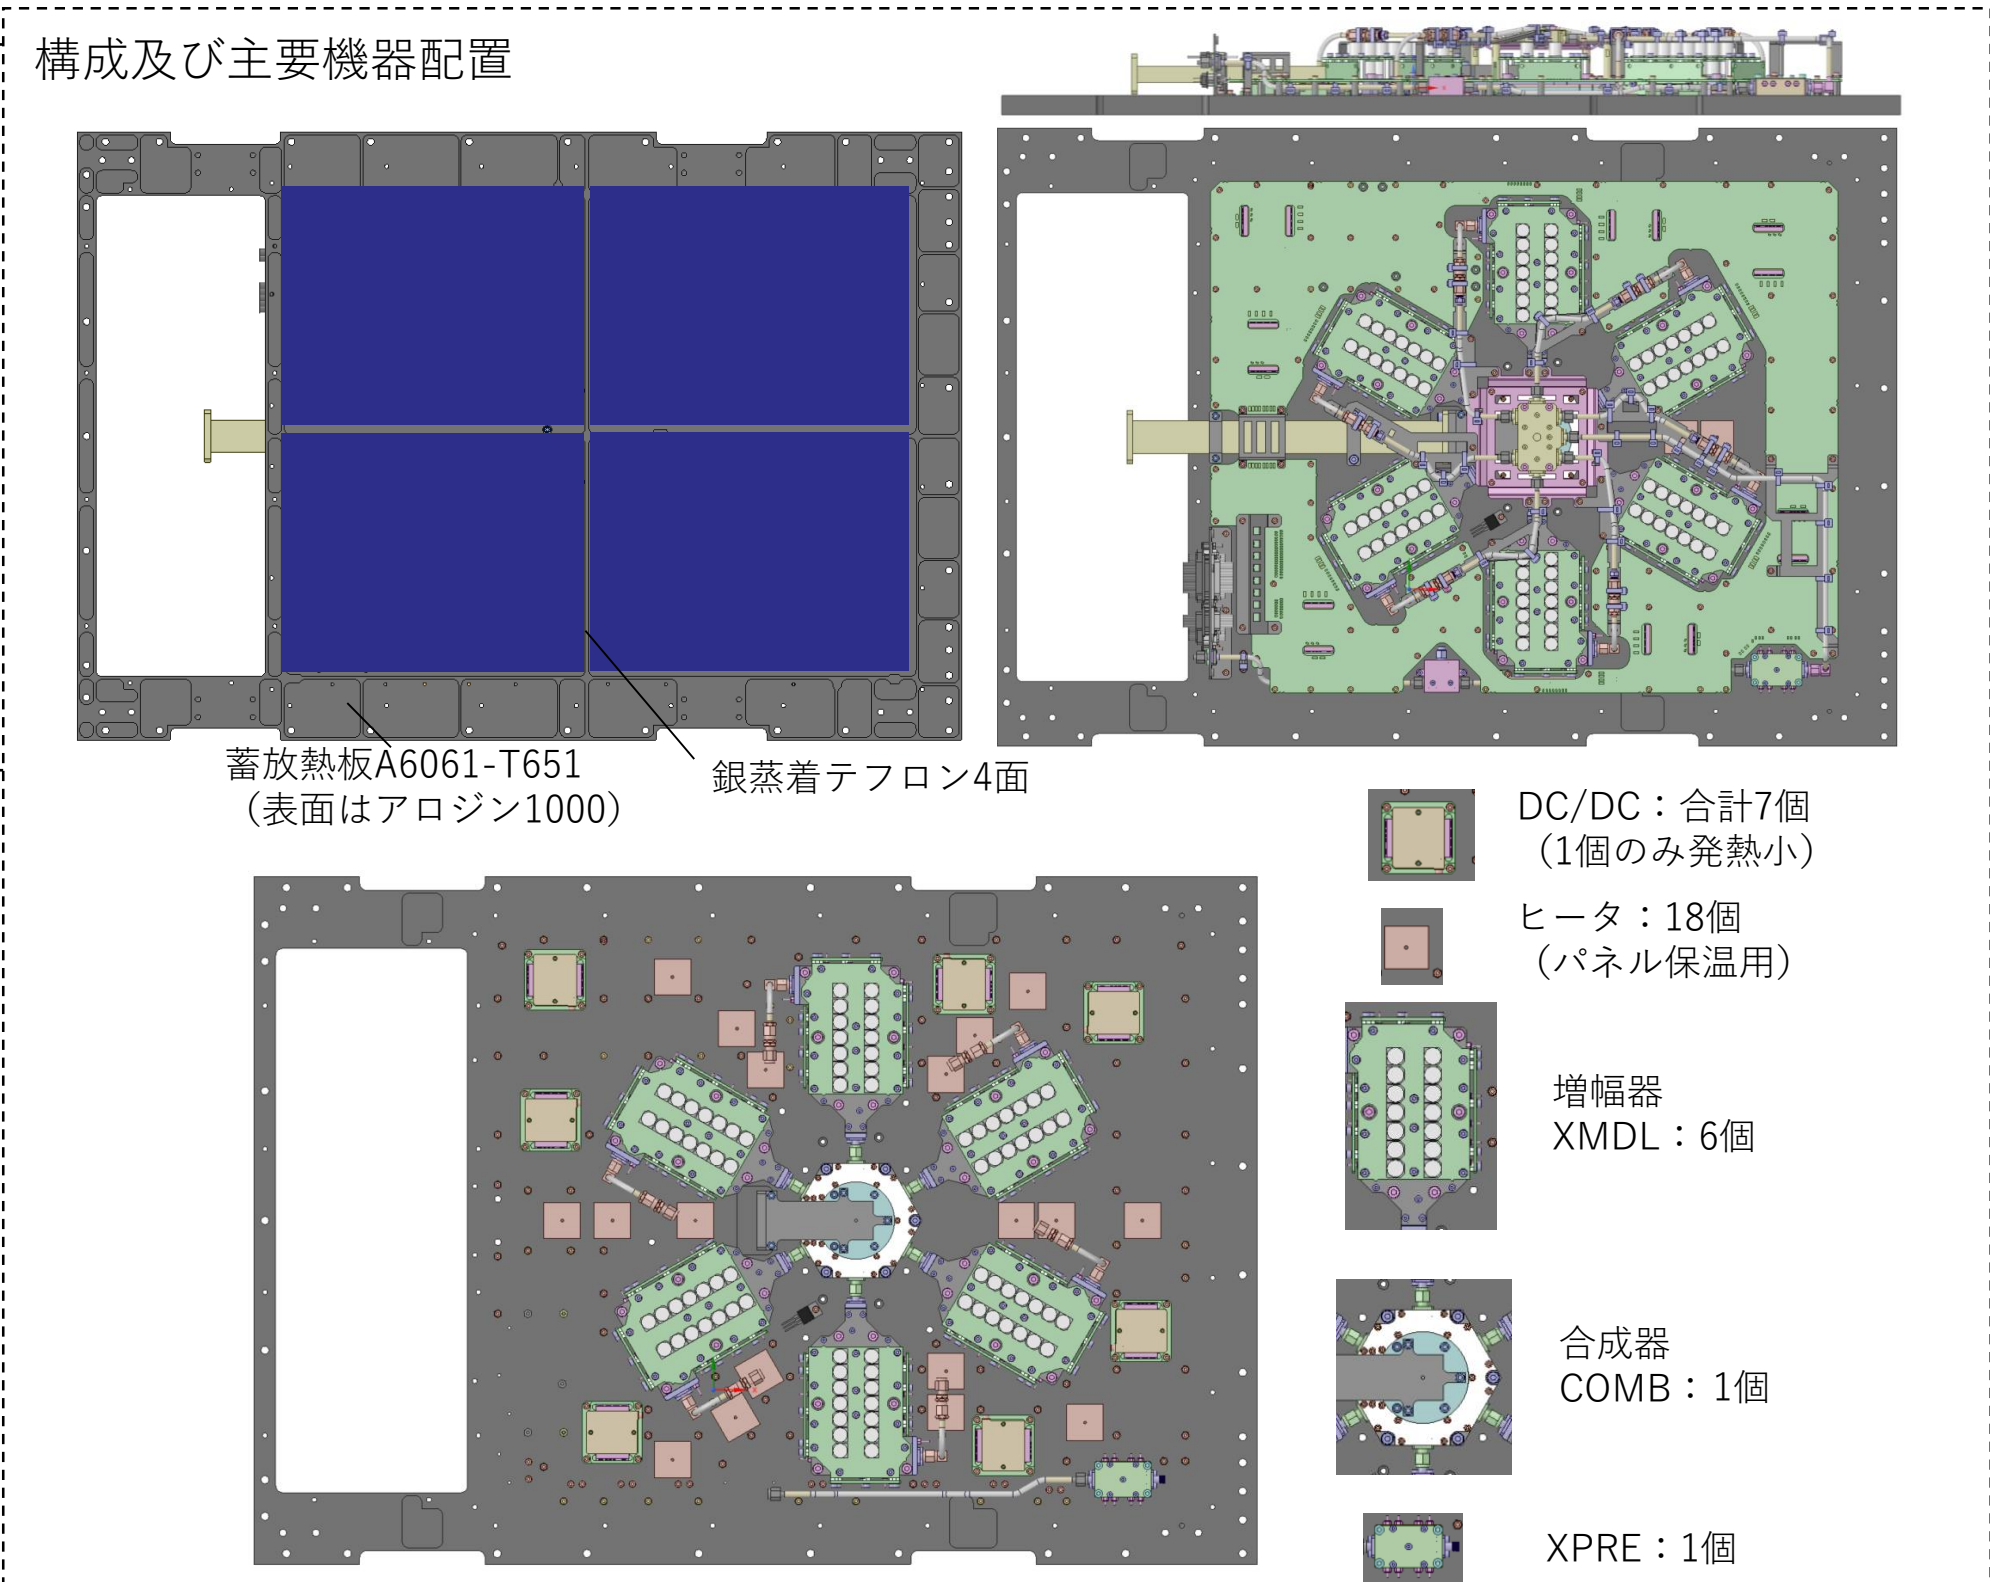 構成及び主要機器配置
蓄放熱板A6061-T651
（表面はアロジン1000）
銀蒸着テフロン4面
DC/DC：合計7個
（1個のみ発熱小）
ヒータ：18個
（パネル保温用）
増幅器
XMDL：6個
合成器
COMB：1個
XPRE：1個